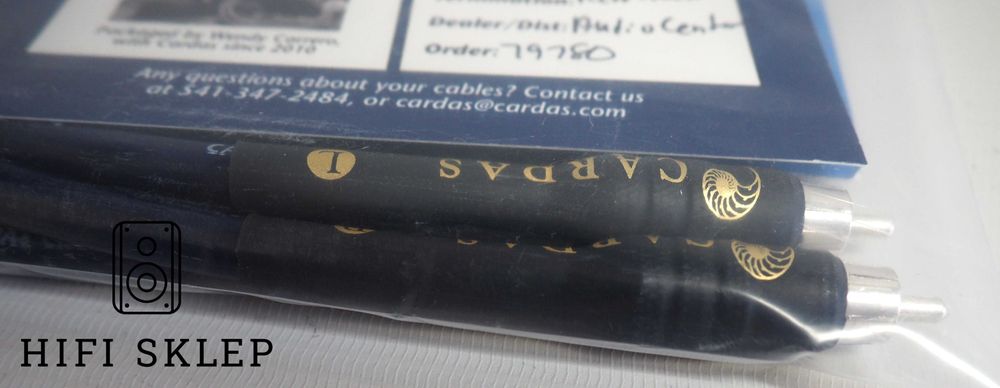 Packaged by Wendy Correro,
with Cardas since 2010
Dealer/Dist: Audio Center
Order: 79780
Any questions about your cables? Contact us
at 541-347-2484, or cardas@cardas.com
L CARDAS
CARDAS
HIFI SKLEP